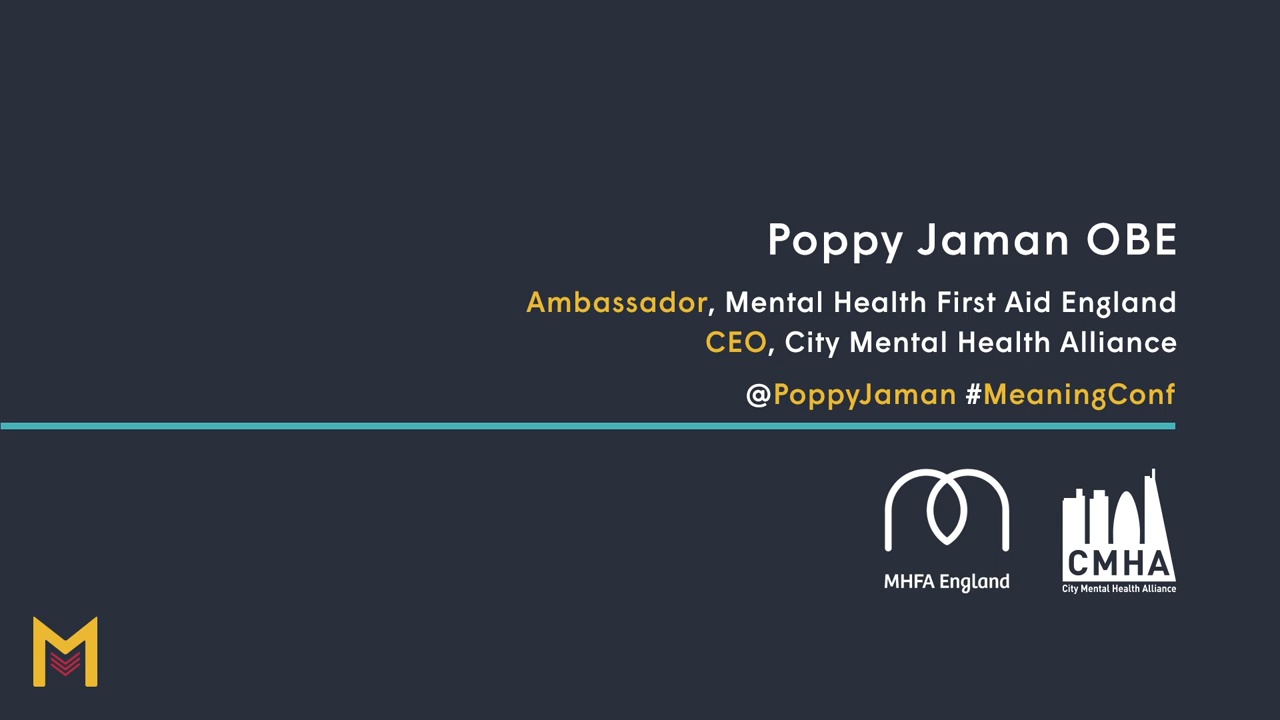 Poppy Jaman OBE
Ambassador, Mental Health First Aid England
CEO, City Mental Health Alliance
@PoppyJaman #MeaningConf
MHFA England
CMHA
City Mental Health Alliance
M